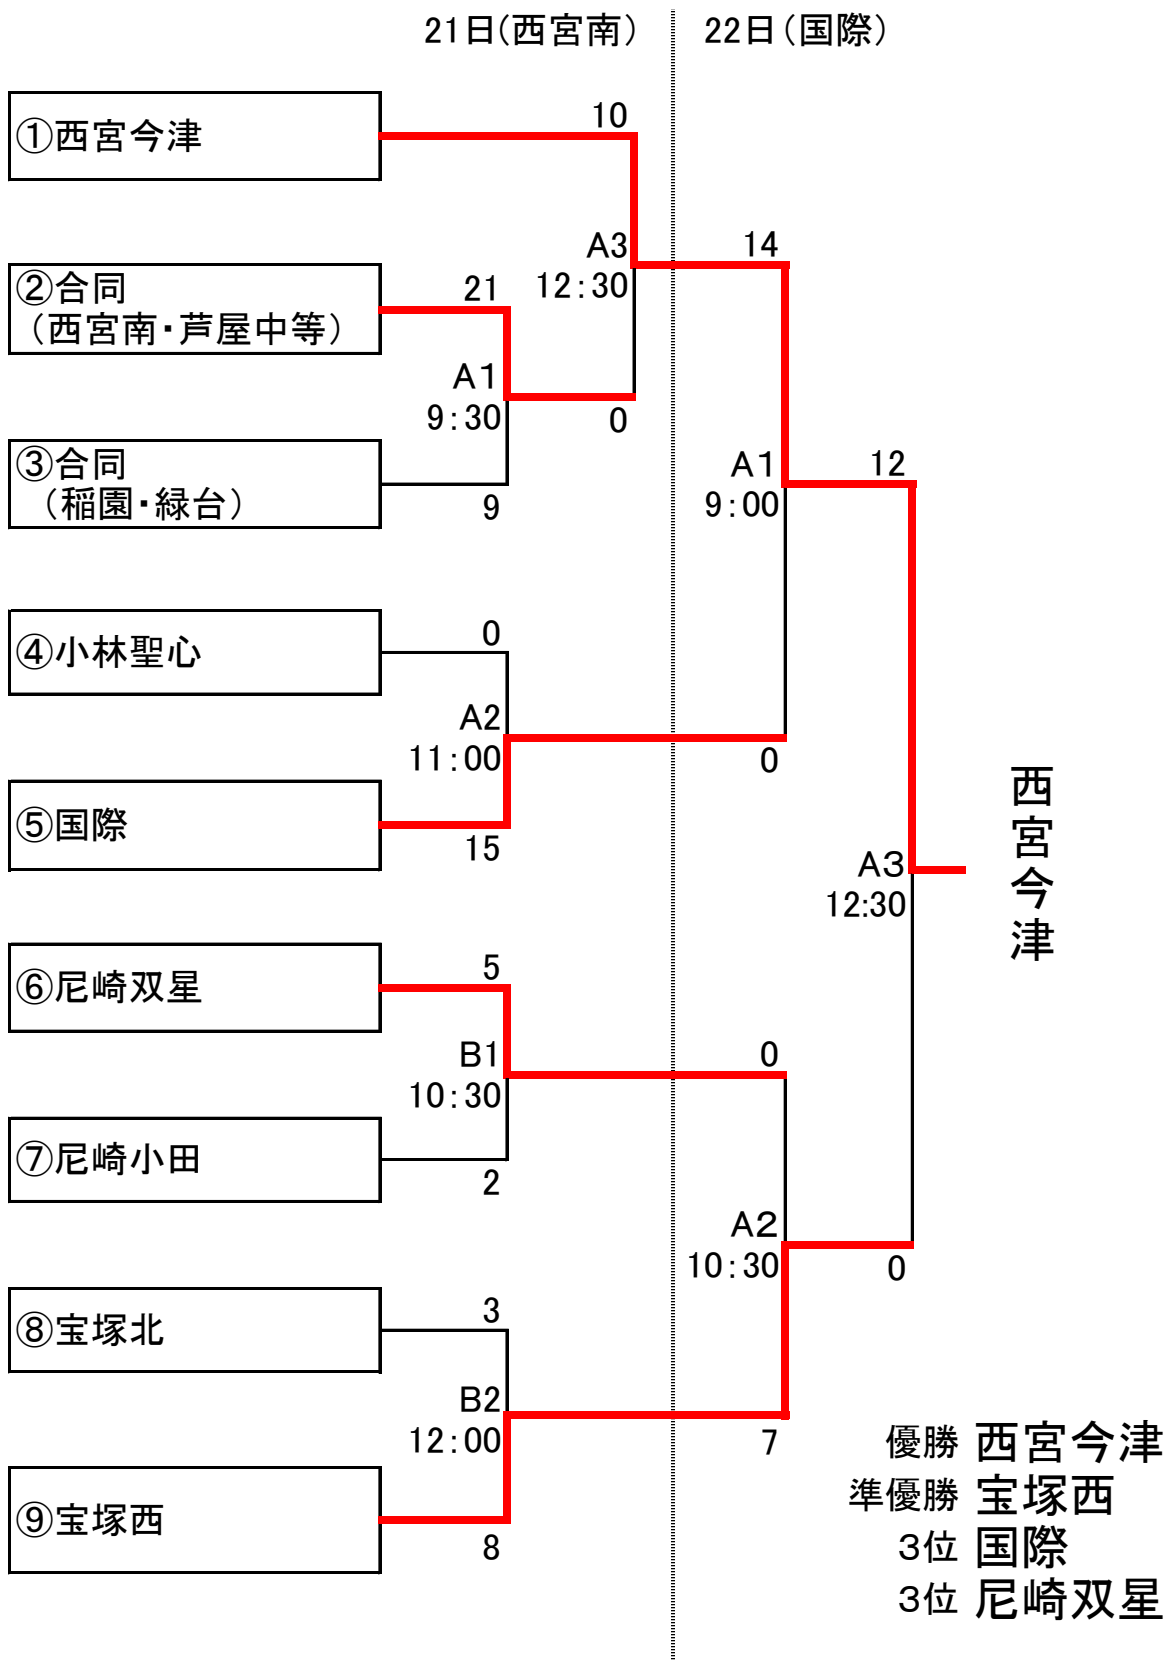 21日(西宮南)
22日(国際)
①西宮今津
10
②合同
(西宮南・芦屋中等)
21
A3
12:30
14
A1
9:30
0
③合同
(稲園・緑台)
9
A1
9:00
12
④小林聖心
0
A2
11:00
0
⑤国際
15
西宮今津
A3
12:30
⑥尼崎双星
5
B1
10:30
0
⑦尼崎小田
2
A2
10:30
0
⑧宝塚北
3
B2
12:00
7
⑨宝塚西
8
優勝 西宮今津
準優勝 宝塚西
3位 国際
3位 尼崎双星